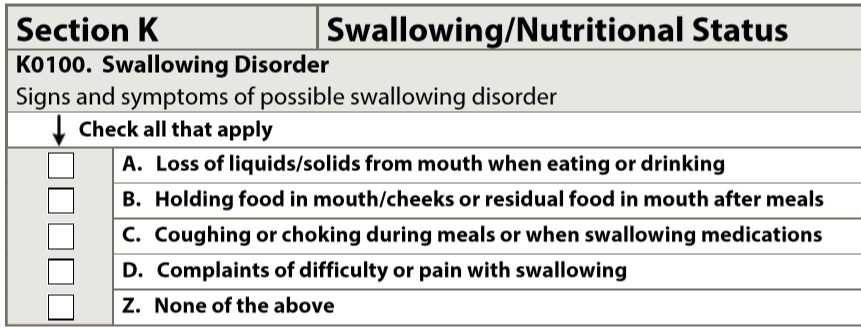 Section K Swallowing/Nutritional Status
K0100. Swallowing Disorder
Signs and symptoms of possible swallowing disorder
Check all that apply
A. Loss of liquids/solids from mouth when eating or drinking
B. Holding food in mouth/cheeks or residual food in mouth after meals
C. Coughing or choking during meals or when swallowing medications
D. Complaints of difficulty or pain with swallowing
Z. None of the above